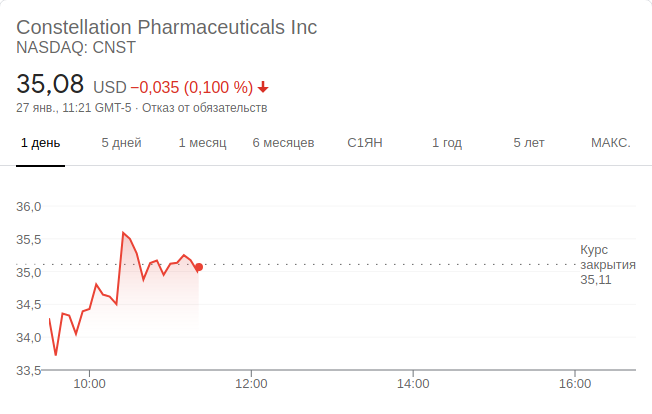 Constellation Pharmaceuticals Inc
NASDAQ: CNST
35,08 USD −0,035 (0,100 %)
27 янв., 11:21 GMT-5 · Отказ от обязательств
1 день 5 дней 1 месяц 6 месяцев С1ЯН 1 год 5 лет МАКС.
36,0
35,5
35,0
34,5
34,0
33,5
Курс
закрытия
35,11
10:00 12:00 14:00 16:00